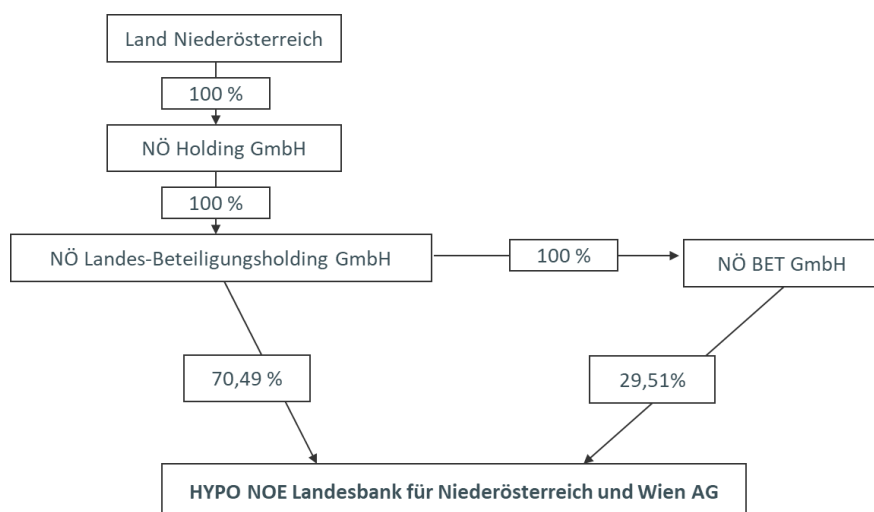 Land Niederösterreich
100 %
NÖ Holding GmbH
100 %
NÖ Landes-Beteiligungsholding GmbH
100 %
NÖ BET GmbH
70,49 %
29,51%
HYPO NOE Landesbank für Niederösterreich und Wien AG